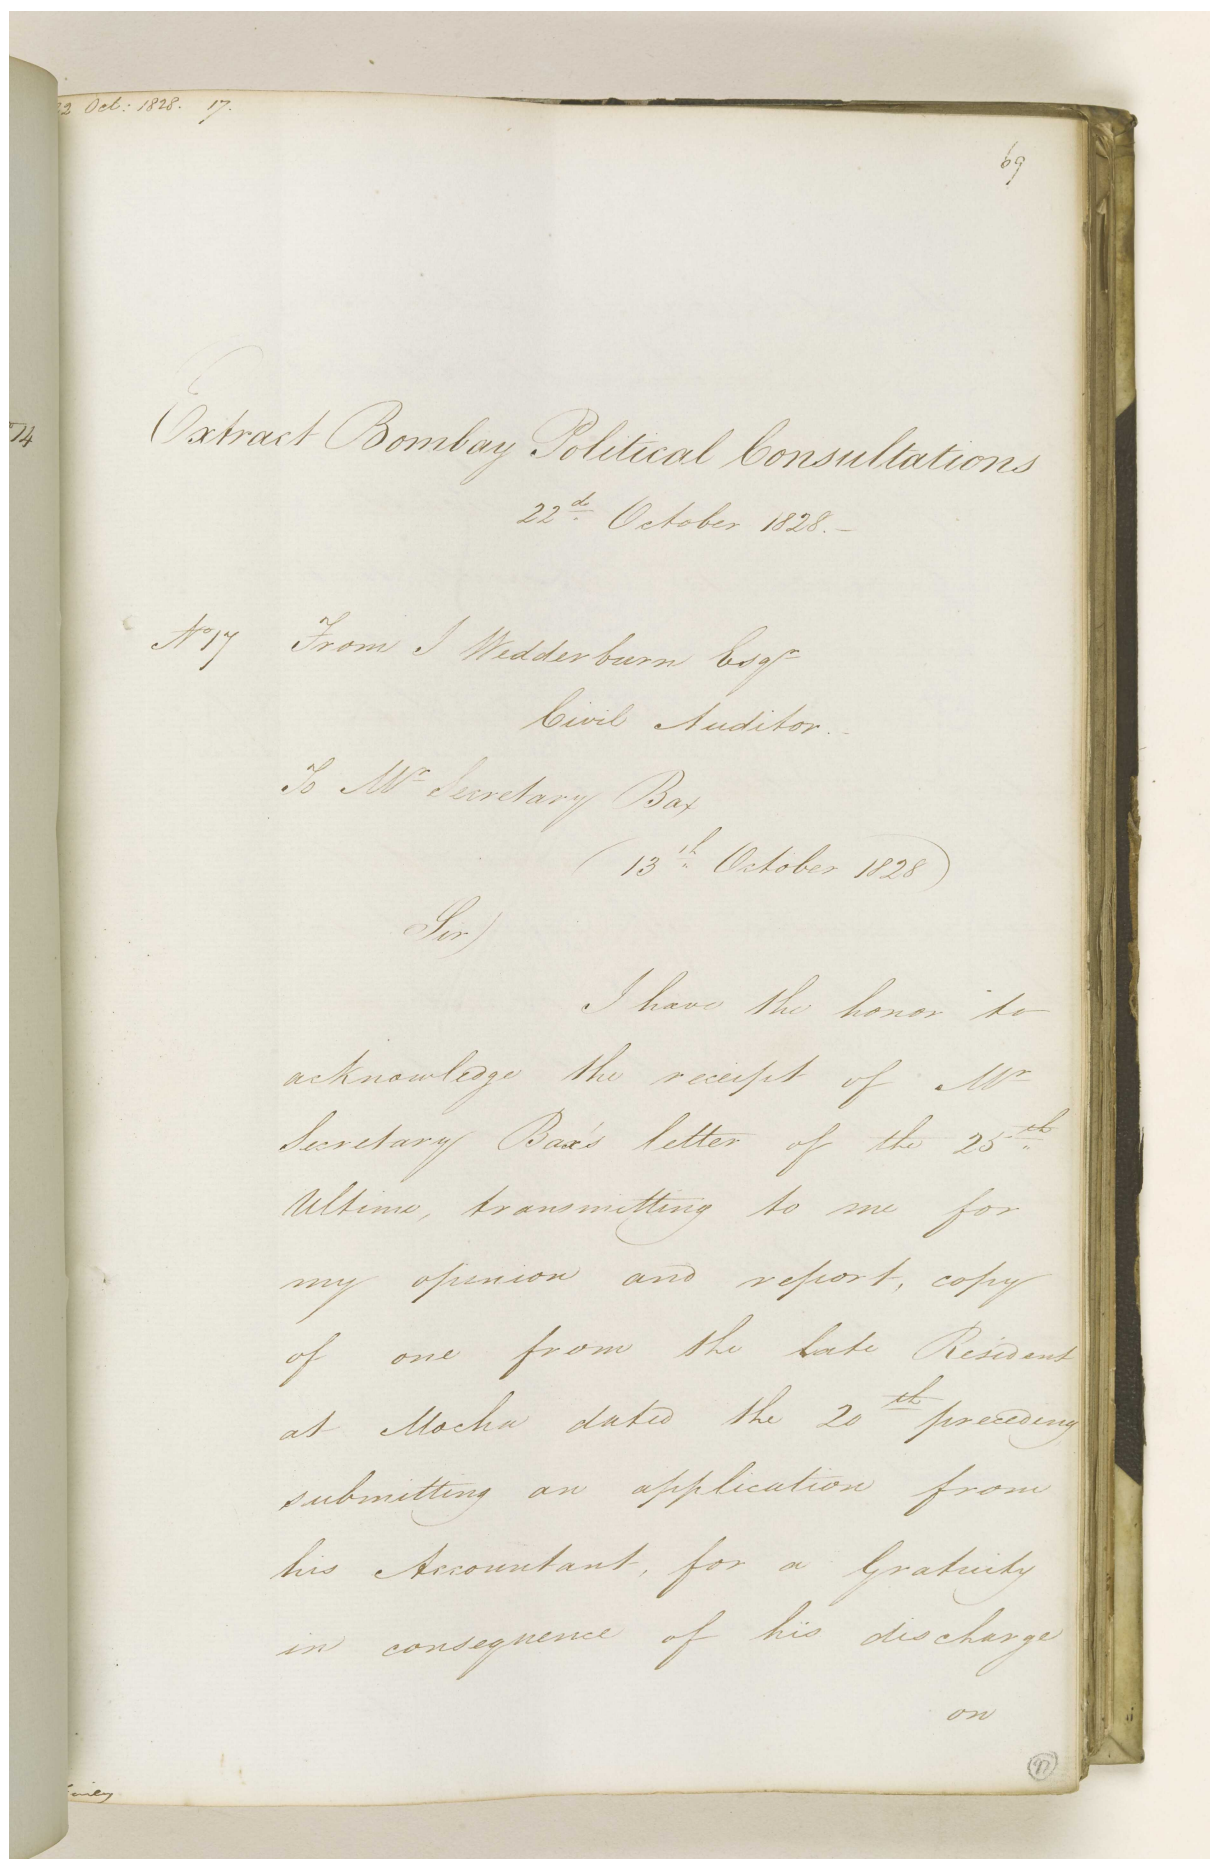 22 Oct: 1828. 17.
69
74
Extract Bombay Political Consultations
22d October 1828.-
No 17 From J Wedderburn Esqr
Civil Auditor.-
To Mr Secretary Bax
(13th October 1828)
Sir)
I have the honor to
acknowledge the receipt of Mr
Secretary Bax's letter of the 25th
Ultimo, transmitting to me for
my opinion and report, copy
of one from the late Resident
at Mocha dated the 20th preceding
submitting an application from
his Accountant, for a Gratuity
in consequence of his discharge
on